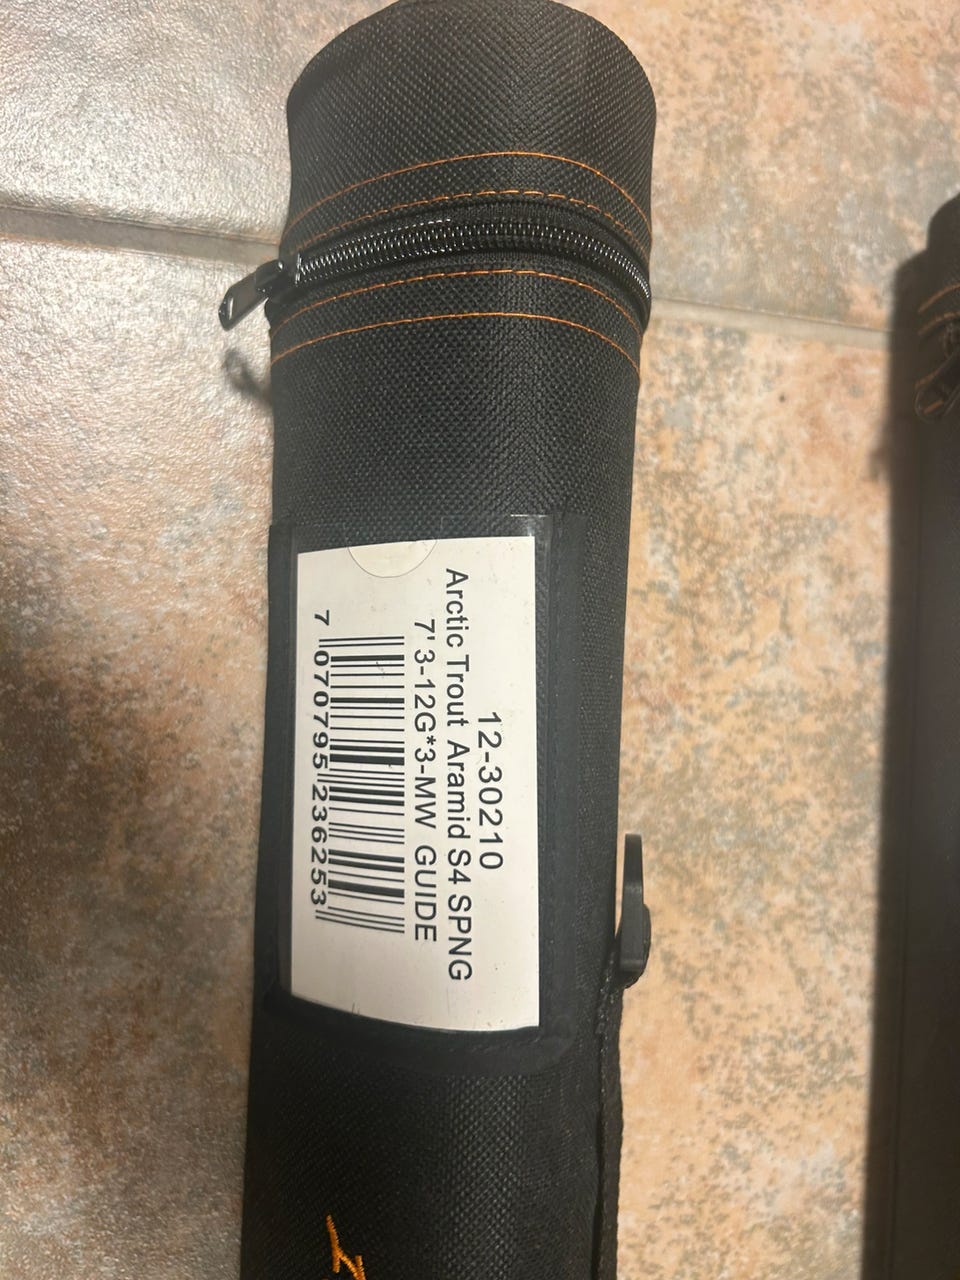 12-30210
Arctic Trout Aramid S4 SPNG
7'3-12G*3-MW GUIDE
7 070795 236253